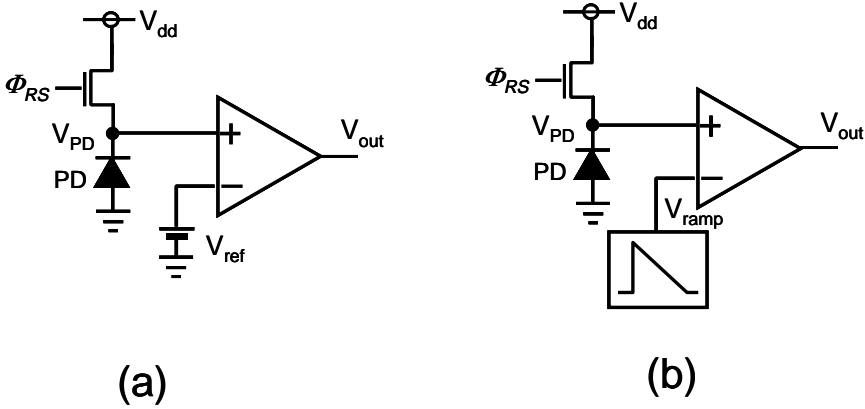 V_dd
Φ_RS
V_PD
PD
+
−
V_out
V_ref
(a)
V_dd
Φ_RS
V_PD
PD
+
−
V_out
V_ramp
(b)